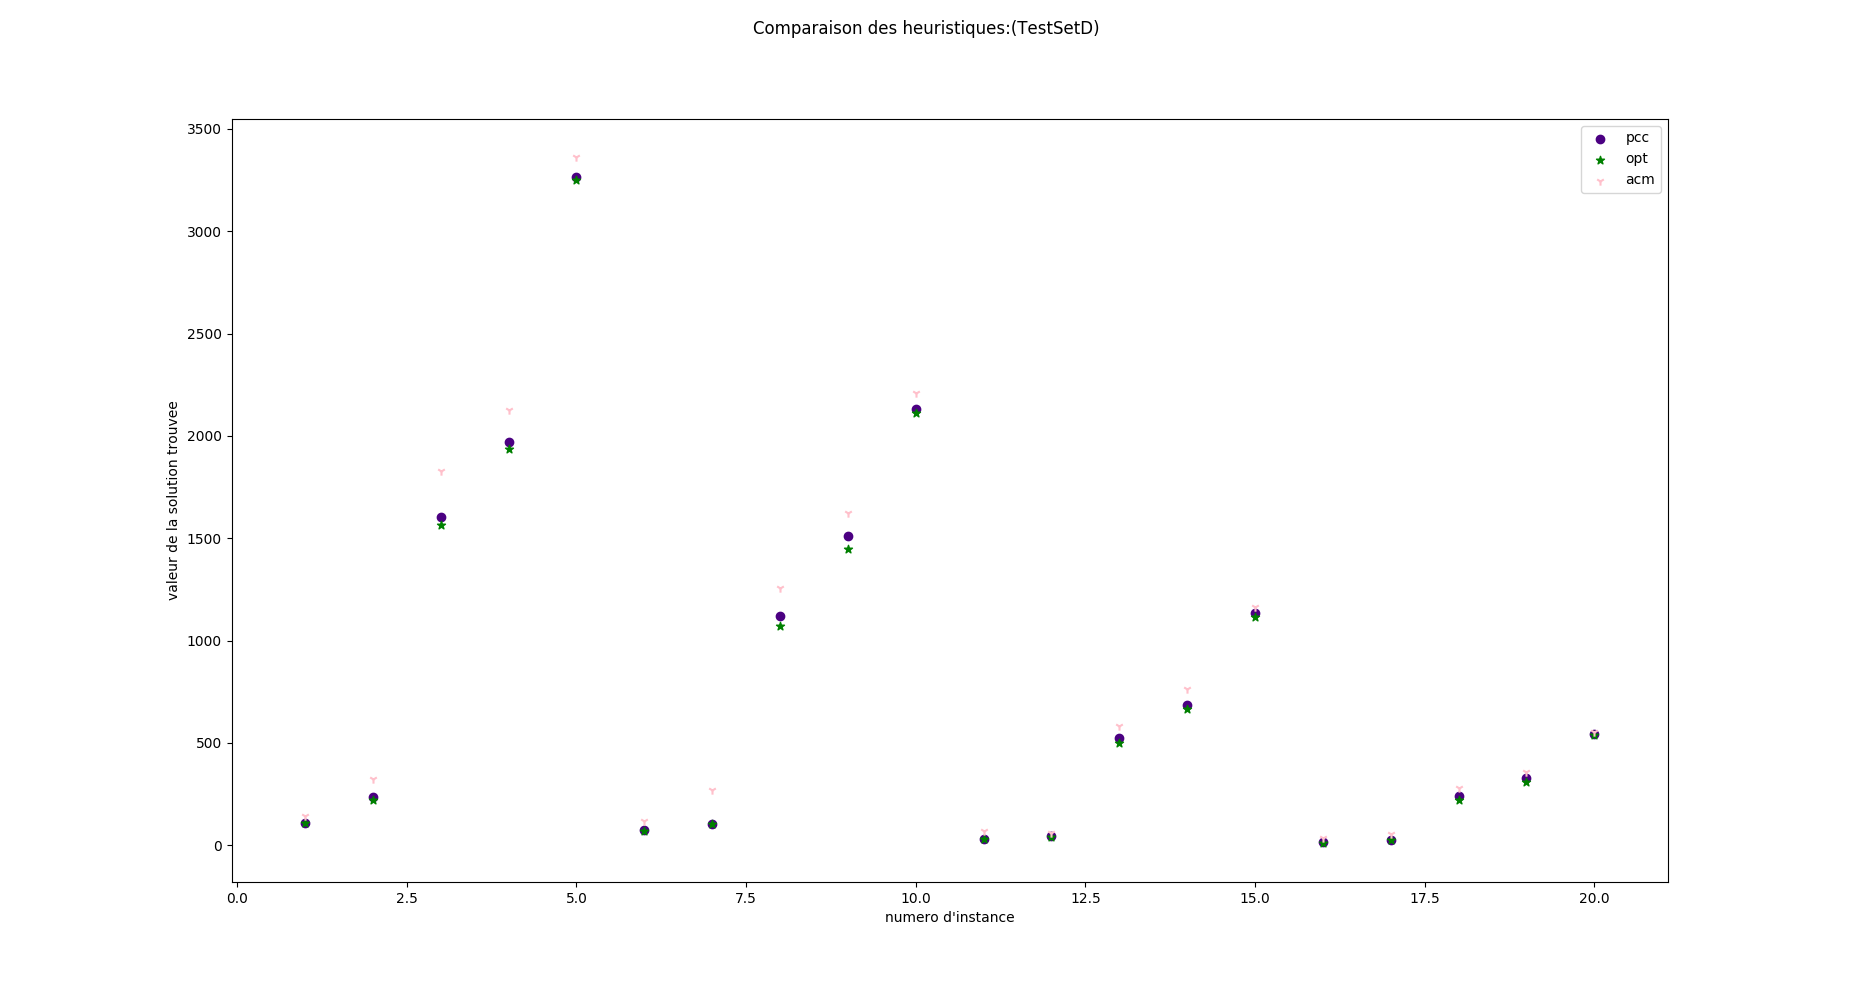 Comparaison des heuristiques:(TestSetD)
3500
3000
2500
2000
1500
1000
500
0
valeur de la solution trouvee
pcc
opt
acm
0.0 2.5 5.0 7.5 10.0 12.5 15.0 17.5 20.0
numero d'instance